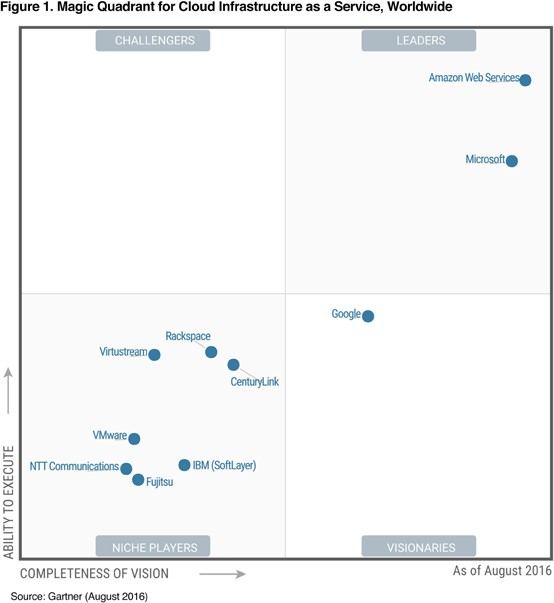 Figure 1. Magic Quadrant for Cloud Infrastructure as a Service, Worldwide
CHALLENGERS
LEADERS
Amazon Web Services
Microsoft
Google
Rackspace
Virtustream
CenturyLink
VMware
NTT Communications
IBM (SoftLayer)
Fujitsu
NICHE PLAYERS
VISIONARIES
ABILITY TO EXECUTE
COMPLETENESS OF VISION
As of August 2016
Source: Gartner (August 2016)